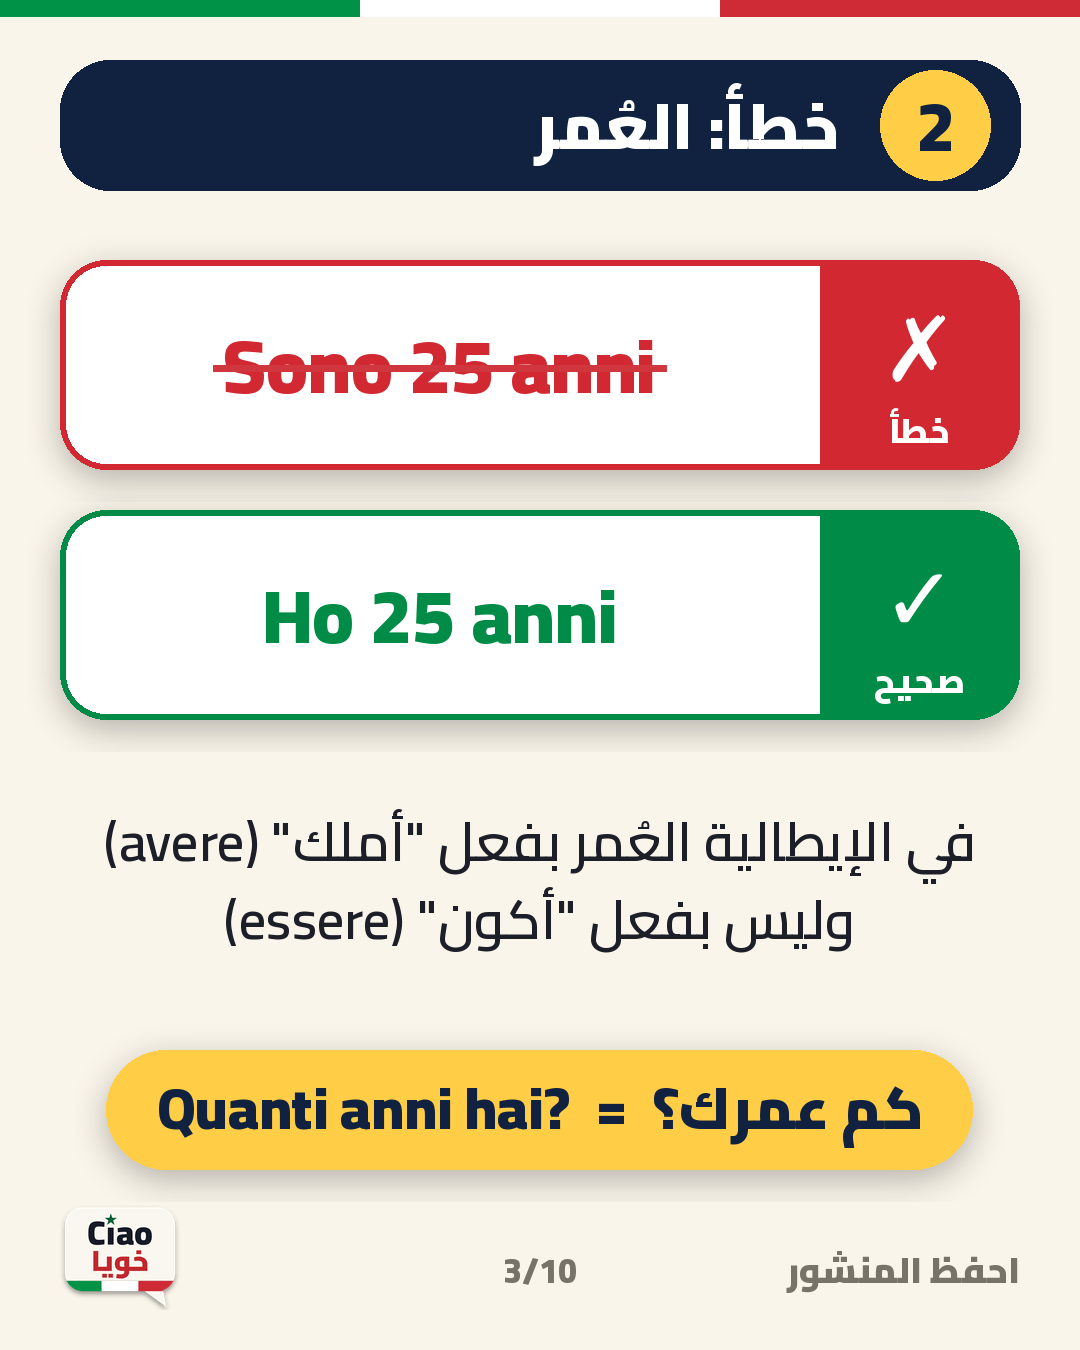 2 خطأ: العُمر
Sono 25 anni
✗
خطأ
Ho 25 anni
✓
صحيح
في الإيطالية العُمر بفعل "أملك" (avere)
وليس بفعل "أكون" (essere)
كم عمرك؟ = Quanti anni hai?
احفظ المنشور
3/10
Ciao
خويا